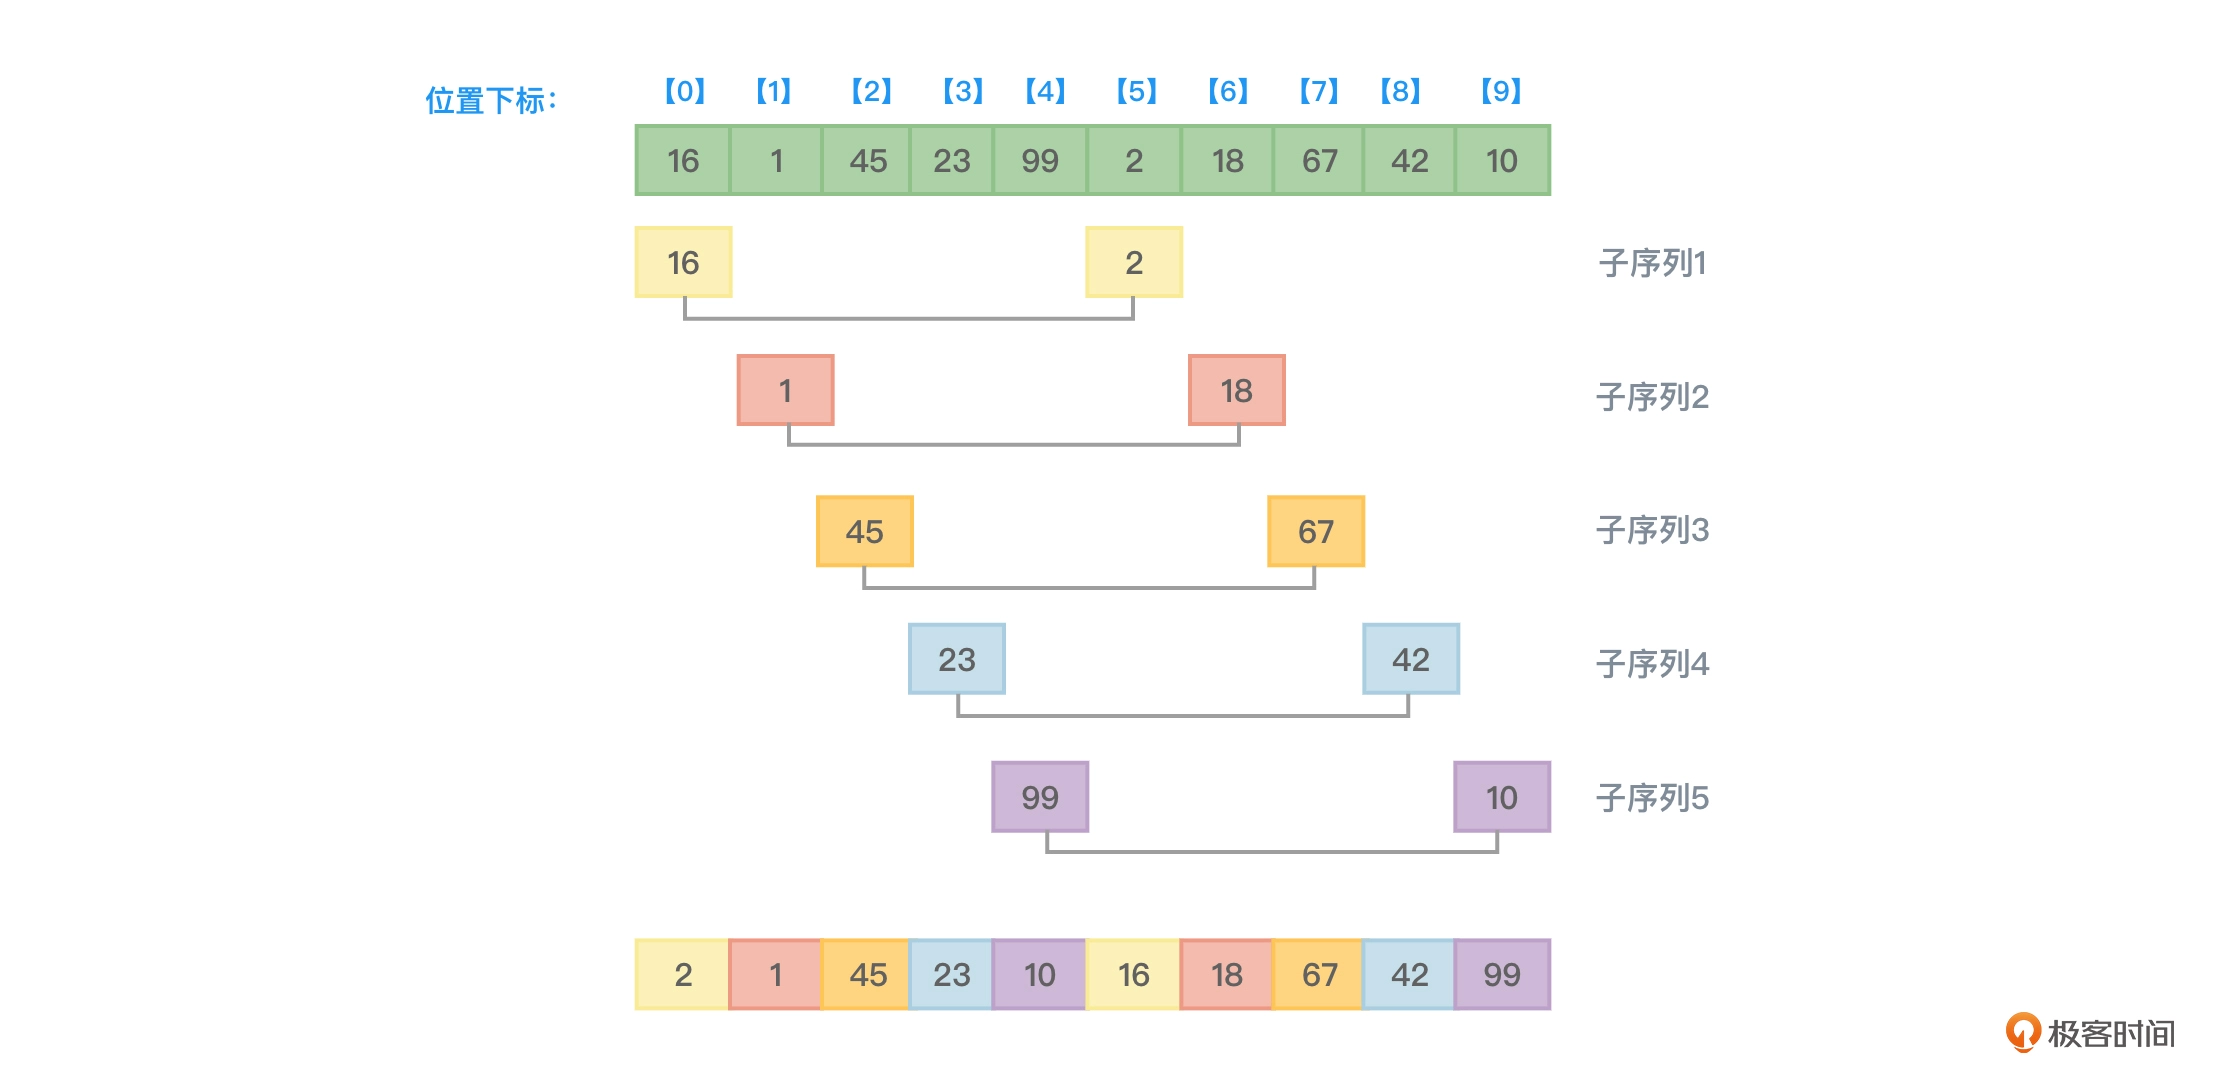 位置下标: 【0】 【1】 【2】 【3】 【4】 【5】 【6】 【7】 【8】 【9】
16 1 45 23 99 2 18 67 42 10
16 2 子序列1
1 18 子序列2
45 67 子序列3
23 42 子序列4
99 10 子序列5
2 1 45 23 10 16 18 67 42 99
极客时间